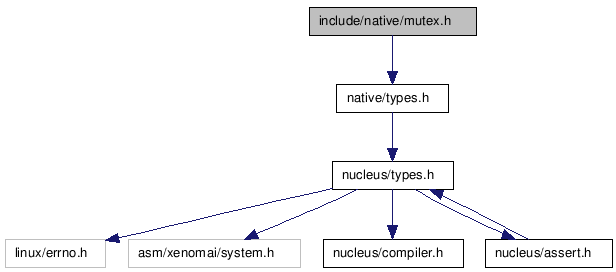 include/native/mutex.h
native/types.h
nucleus/types.h
linux/errno.h
asm/xenomai/system.h
nucleus/compiler.h
nucleus/assert.h